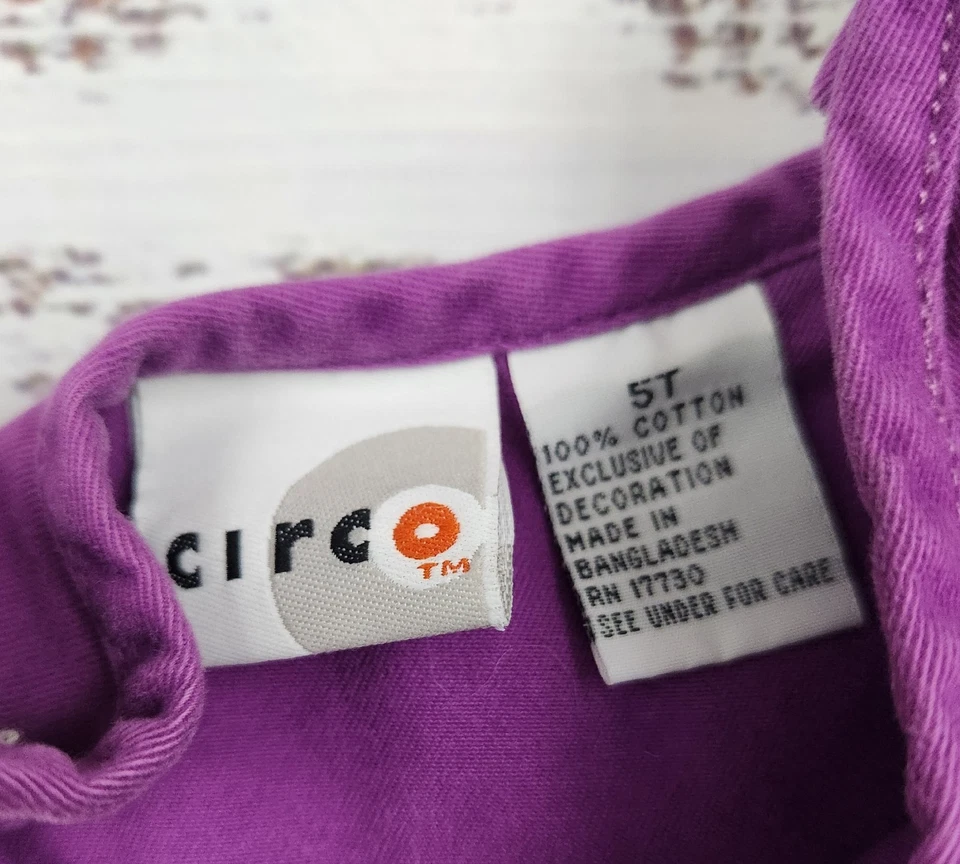 circo
TM
5T
100% COTTON
EXCLUSIVE OF
DECORATION
MADE IN
BANGLADESH
RN 17730
SEE UNDER FOR CARE